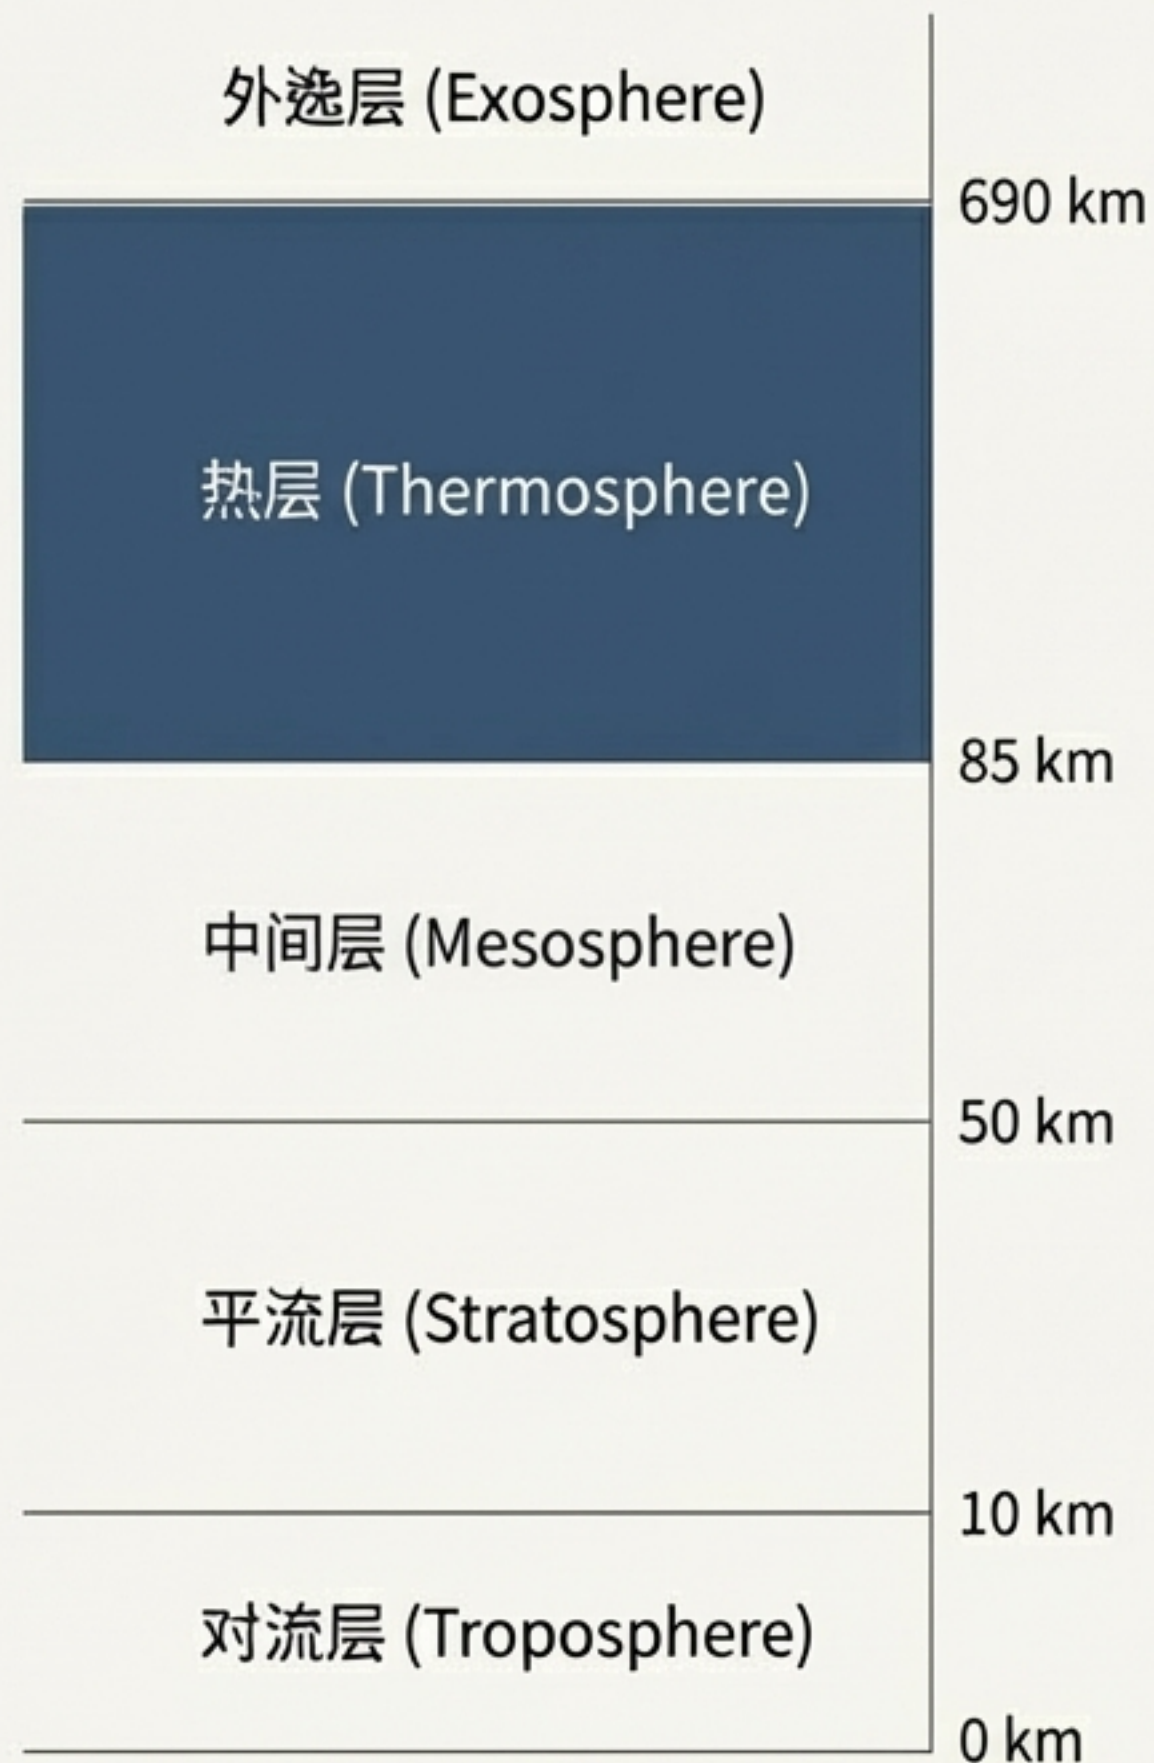 外逸层 (Exosphere)
690 km
热层 (Thermosphere)
85 km
中间层 (Mesosphere)
50 km
平流层 (Stratosphere)
10 km
对流层 (Troposphere)
0 km